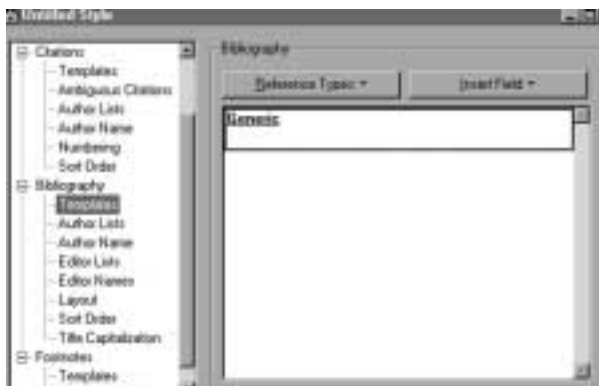 Untitled Style
Citations
Templates
Ambiguous Citations
Author Lists
Author Name
Numbering
Sort Order
Bibliography
Templates
Author Lists
Author Name
Editor Lists
Editor Names
Layout
Sort Order
Title Capitalization
Footnotes
Templates
Bibliography
Reference Types
Insert Field
Generic